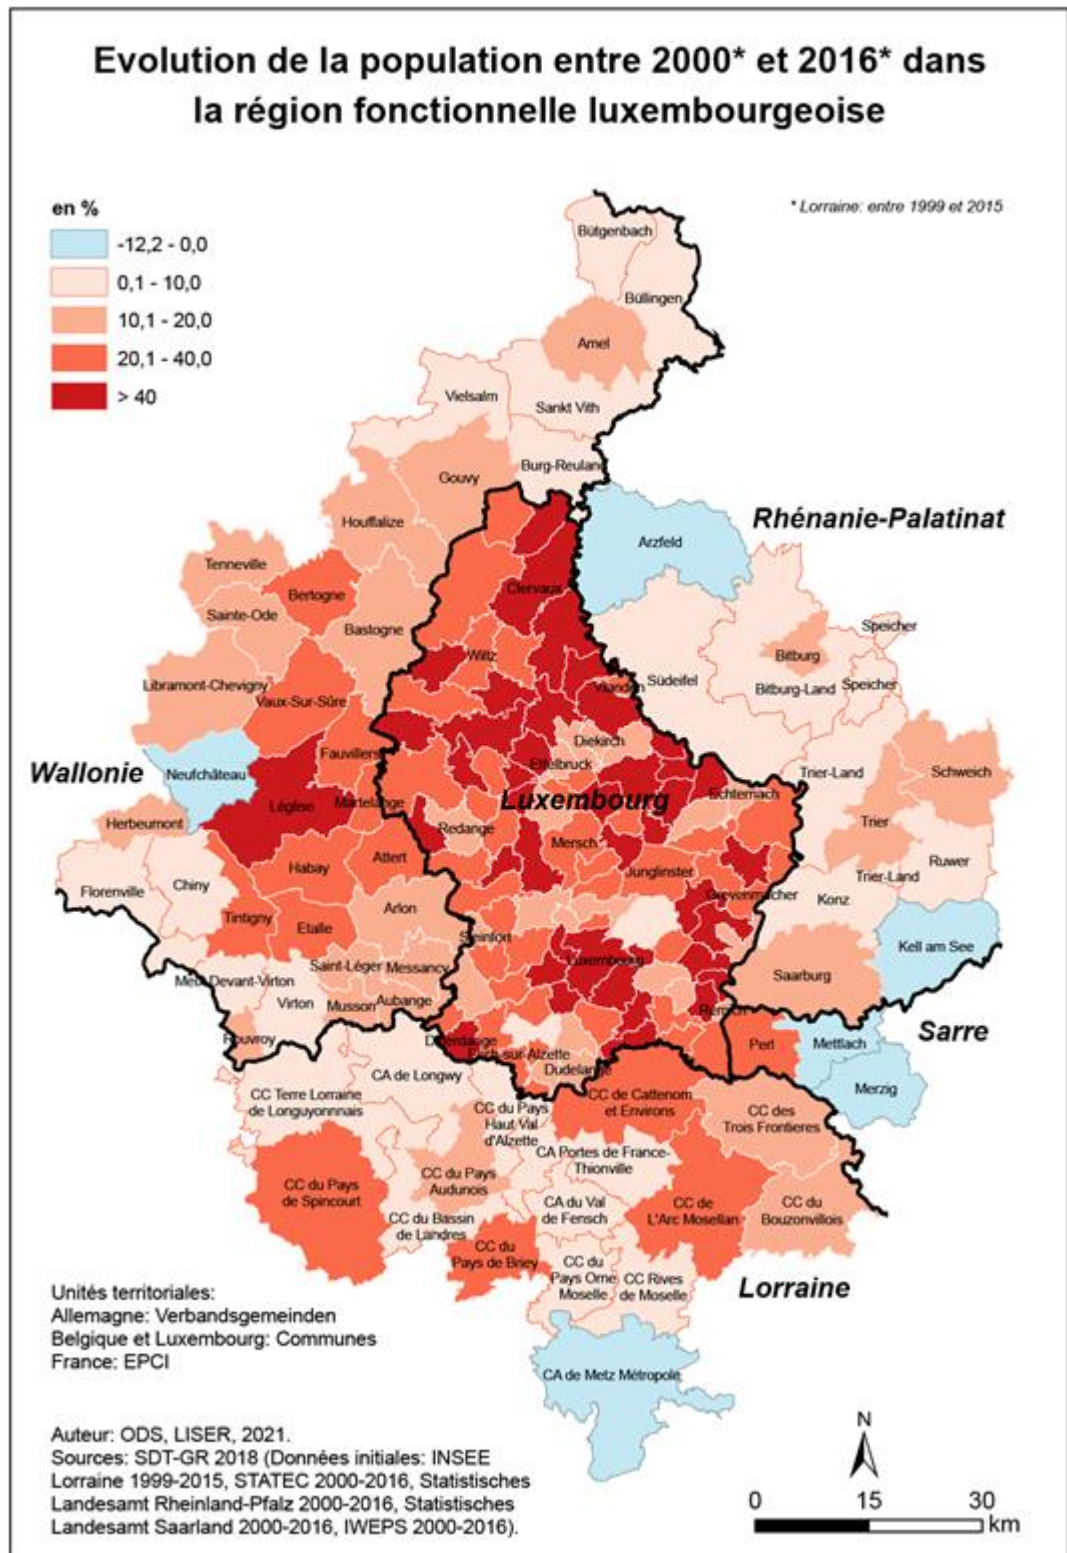 Evolution de la population entre 2000* et 2016* dans
la région fonctionnelle luxembourgeoise
en %
* Lorraine: entre 1999 et 2015
-12,2 - 0,0
0,1 - 10,0
10,1 - 20,0
20,1 - 40,0
> 40
Bütgenbach
Büllingen
Amel
Vielsalm
Sankt Vith
Burg-Reuland
Gouvy
Houffalize
Rhénanie-Palatinat
Arzfeld
Tenneville
Clervaux
Bertogne
Sainte-Ode
Bastogne
Speicher
Wiltz
Bitburg
Libramont-Chevigny
Südeifel
Bitburg-Land
Speicher
Vaux-Sur-Sûre
Vianden
Diekirch
Fauvillers
Ettelbruck
Wallonie
Neufchâteau
Trier-Land
Schweich
Léglise
Martelange
Luxembourg
Echternach
Herbeumont
Redange
Mersch
Trier
Habay
Attert
Junglinster
Ruwer
Trier-Land
Florenville
Chiny
Grevenmacher
Konz
Arlon
Tintigny
Etalle
Steinfort
Kell am See
Luxembourg
Saint-Léger
Messancy
Saarburg
Meix-Devant-Virton
Virton
Musson
Aubange
Remich
Rouvroy
Differdange
Esch-sur-Alzette
Perl
Mettlach
Sarre
Dudelange
CA de Longwy
Merzig
CC Terre Lorraine
de Longuyonnnais
CC de Cattenom
et Environs
CC du Pays
Haut Val
d'Alzette
CC des
Trois Frontieres
CA Portes de France-
Thionville
CC du Pays
Audunois
CC du Pays
de Spincourt
CA du Val
de Fensch
CC de
L'Arc Mosellan
CC du
Bouzonvillois
CC du Bassin
de Landres
CC du
Pays de Briey
CC du
Pays Orne
Moselle
CC Rives
de Moselle
Lorraine
Unités territoriales:
Allemagne: Verbandsgemeinden
Belgique et Luxembourg: Communes
France: EPCI
CA de Metz Métropole
Auteur: ODS, LISER, 2021.
Sources: SDT-GR 2018 (Données initiales: INSEE
Lorraine 1999-2015, STATEC 2000-2016, Statistisches
Landesamt Rheinland-Pfalz 2000-2016, Statistisches
Landesamt Saarland 2000-2016, IWEPS 2000-2016).
N
0 15 30
km